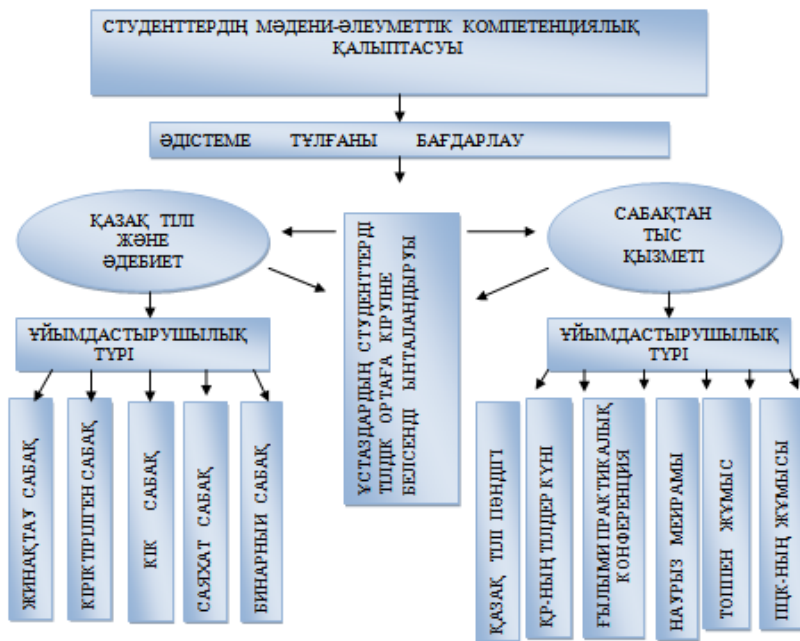 СТУДЕНТТЕРДІҢ МӘДЕНИ-ӘЛЕУМЕТТІК КОМПЕТЕНЦИЯЛЫҚ
ҚАЛЫПТАСУЫ
ӘДІСТЕМЕ ТҰЛҒАНЫ БАҒДАРЛАУ
ҚАЗАҚ ТІЛІ
ЖӘНЕ
ӘДЕБИЕТ
ҰСТАЗДАРДЫҢ СТУДЕНТТЕРДІ
ТІЛДІК ОРТАҒА КІРУІНЕ
БЕЛСЕНДІ ЫНТАЛАНДЫРУЫ
САБАҚТАН
ТЫС
ҚЫЗМЕТІ
ҰЙЫМДАСТЫРУШЫЛЫҚ
ТҮРІ
ҰЙЫМДАСТЫРУШЫЛЫҚ
ТҮРІ
ЖИНАҚТАУ САБАҚ
КІРІКТІРІЛГЕН САБАҚ
КІК САБАҚ
САЯХАТ САБАҚ
БИНАРНЫЙ САБАҚ
ҚАЗАҚ ТІЛІ ПӘНДІГІ
ҚР-НЫҢ ТІЛДЕР КҮНІ
ҒЫЛЫМИ ПРАКТИКАЛЫҚ
КОНФЕРЕНЦИЯ
НАУРЫЗ МЕЙРАМЫ
ТОППЕН ЖҰМЫС
ПЦК-НЫҢ ЖҰМЫСЫ